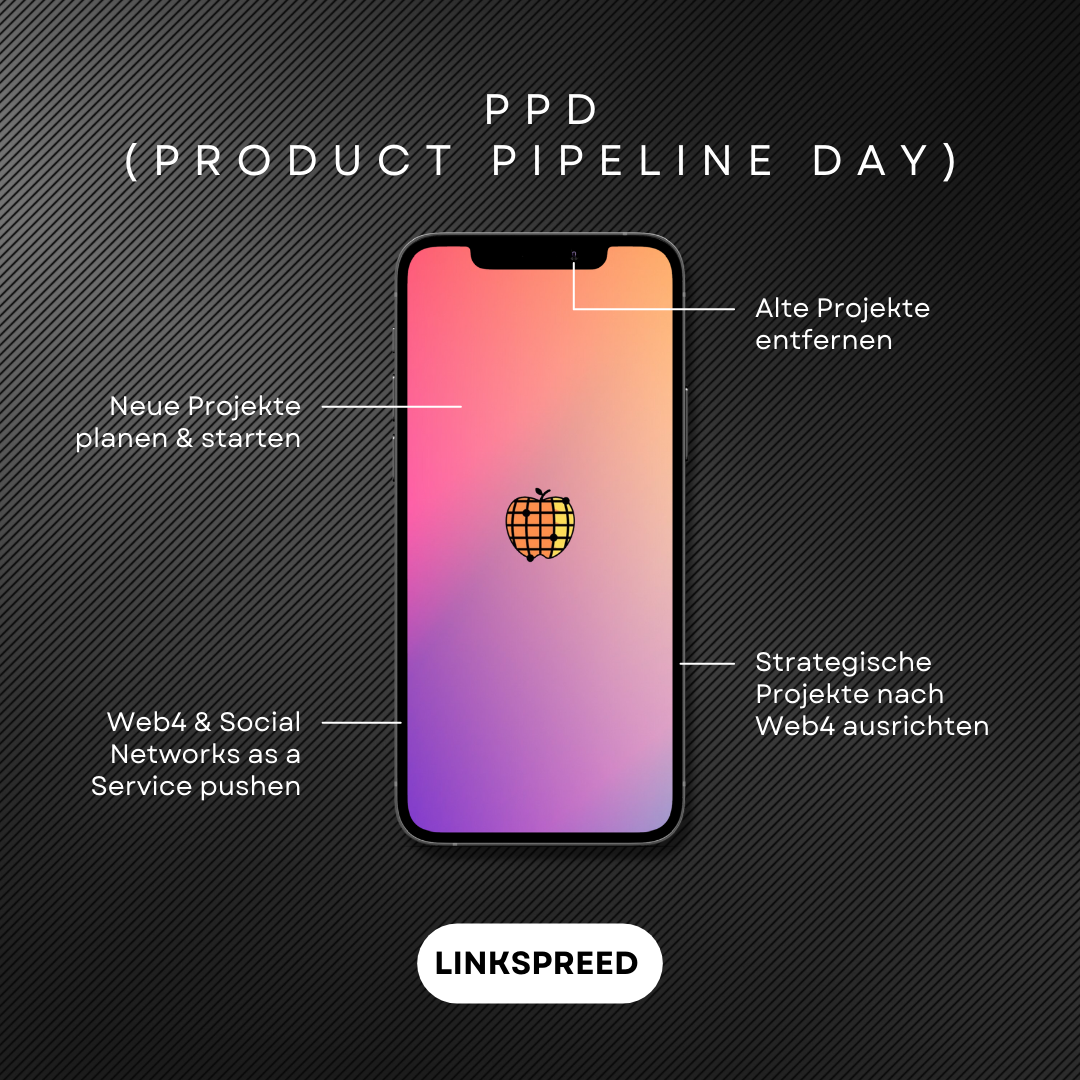 PPD
(PRODUCT PIPELINE DAY)
Alte Projekte
entfernen
Neue Projekte
planen & starten
Strategische
Projekte nach
Web4 ausrichten
Web4 & Social
Networks as a
Service pushen
LINKSPREED